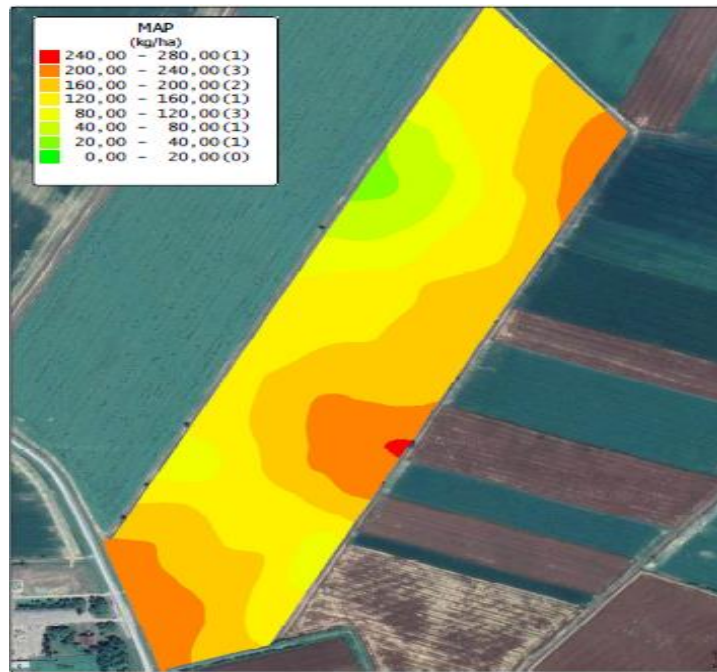 MAP
(kg/ha)
240,00 - 280,00(1)
200,00 - 240,00(3)
160,00 - 200,00(2)
120,00 - 160,00(1)
80,00 - 120,00(3)
40,00 - 80,00(1)
20,00 - 40,00(1)
0,00 - 20,00(0)